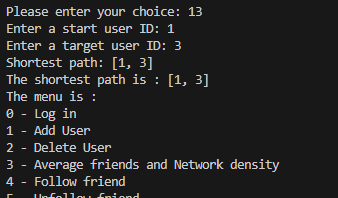 Please enter your choice: 13
Enter a start user ID: 1
Enter a target user ID: 3
Shortest path: [1, 3]
The shortest path is : [1, 3]
The menu is :
0 - Log in
1 - Add User
2 - Delete User
3 - Average friends and Network density
4 - Follow friend
5 - Unfollow friend